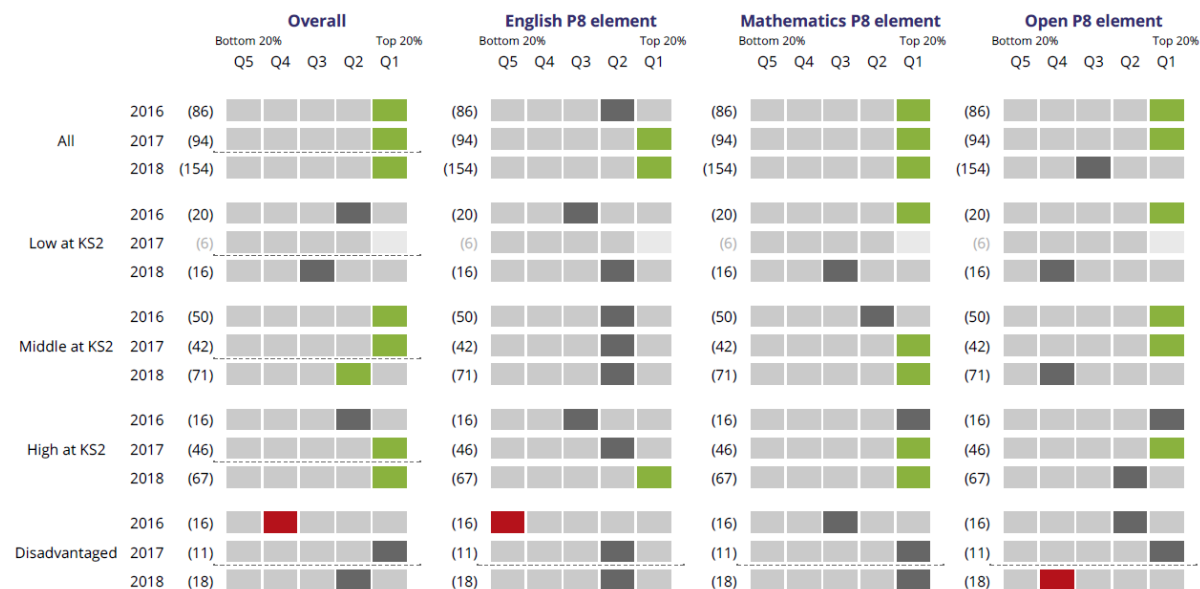 Overall English P8 element Mathematics P8 element Open P8 element
Bottom 20% Top 20% Bottom 20% Bottom 20% Top 20% Bottom 20% Top 20%
Q5 Q4 Q3 Q2 Q1 Q5 Q4 Q3 Q2 Q1 Q5 Q4 Q3 Q2 Q1 Q5 Q4 Q3 Q2 Q1
2016 (86) (86) (86) (86)
All 2017 (94) (94) (94) (94)
2018 (154) (154) (154) (154)
2016 (20) (20) (20) (20)
Low at KS2 2017 (6) (6) (6) (6)
2018 (16) (16) (16) (16)
2016 (50) (50) (50) (50)
Middle at KS2 2017 (42) (42) (42) (42)
2018 (71) (71) (71) (71)
2016 (16) (16) (16) (16)
High at KS2 2017 (46) (46) (46) (46)
2018 (67) (67) (67) (67)
2016 (16) (16) (16) (16)
Disadvantaged 2017 (11) (11) (11) (11)
2018 (18) (18) (18) (18)